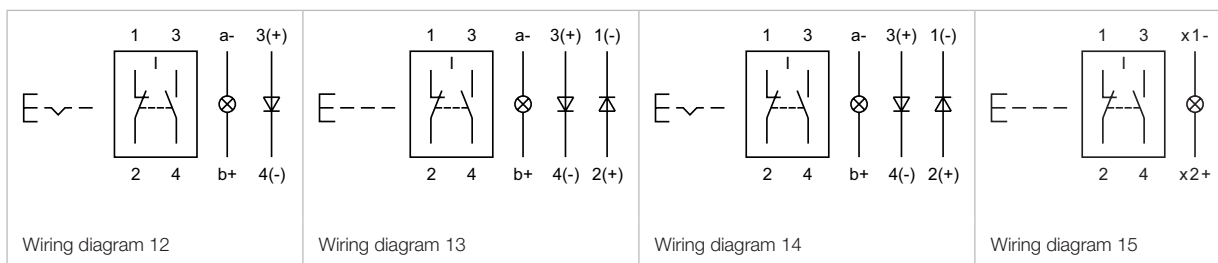 1 3 a- 3(+)
I
2 4 b+ 4(-)
Wiring diagram 12
1 3 a- 3(+) 1(-)
I
2 4 b+ 4(-) 2(+)
Wiring diagram 13
1 3 a- 3(+) 1(-)
I
2 4 b+ 4(-) 2(+)
Wiring diagram 14
1 3 x1-
I
2 4 x2+
Wiring diagram 15